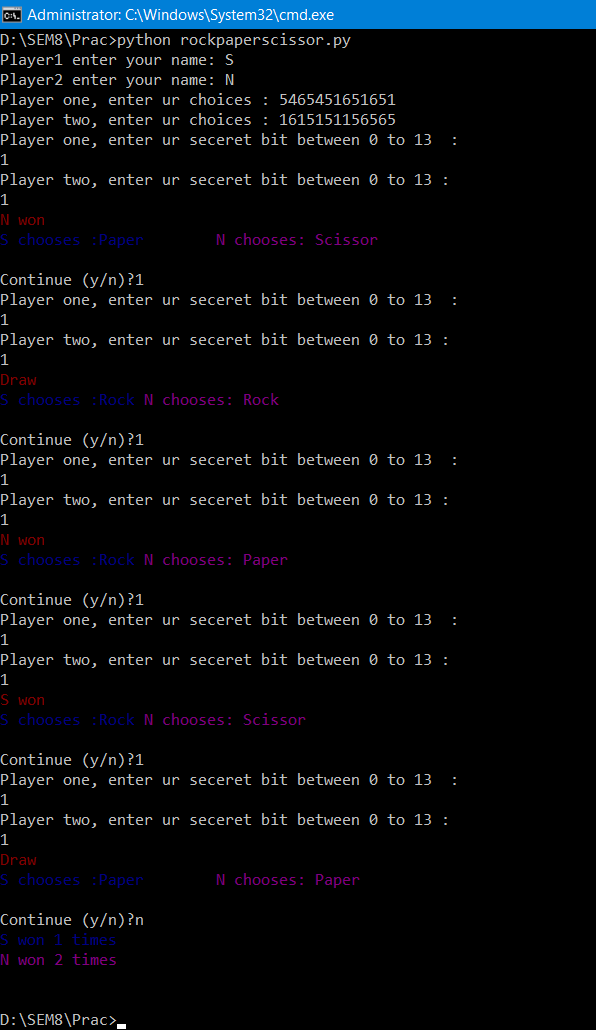 Administrator: C:\Windows\System32\cmd.exe
D:\SEM8\Prac>python rockpaperscissor.py
Player1 enter your name: S
Player2 enter your name: N
Player one, enter ur choices : 5465451651651
Player two, enter ur choices : 1615151156565
Player one, enter ur seceret bit between 0 to 13  :
1
Player two, enter ur seceret bit between 0 to 13 :
1
N won
S chooses :Paper        N chooses: Scissor
Continue (y/n)?1
Player one, enter ur seceret bit between 0 to 13  :
1
Player two, enter ur seceret bit between 0 to 13 :
1
Draw
S chooses :Rock N chooses: Rock
Continue (y/n)?1
Player one, enter ur seceret bit between 0 to 13  :
1
Player two, enter ur seceret bit between 0 to 13 :
1
N won
S chooses :Rock N chooses: Paper
Continue (y/n)?1
Player one, enter ur seceret bit between 0 to 13  :
1
Player two, enter ur seceret bit between 0 to 13 :
1
S won
S chooses :Rock N chooses: Scissor
Continue (y/n)?1
Player one, enter ur seceret bit between 0 to 13  :
1
Player two, enter ur seceret bit between 0 to 13 :
1
Draw
S chooses :Paper        N chooses: Paper
Continue (y/n)?n
S won 1 times
N won 2 times
D:\SEM8\Prac>